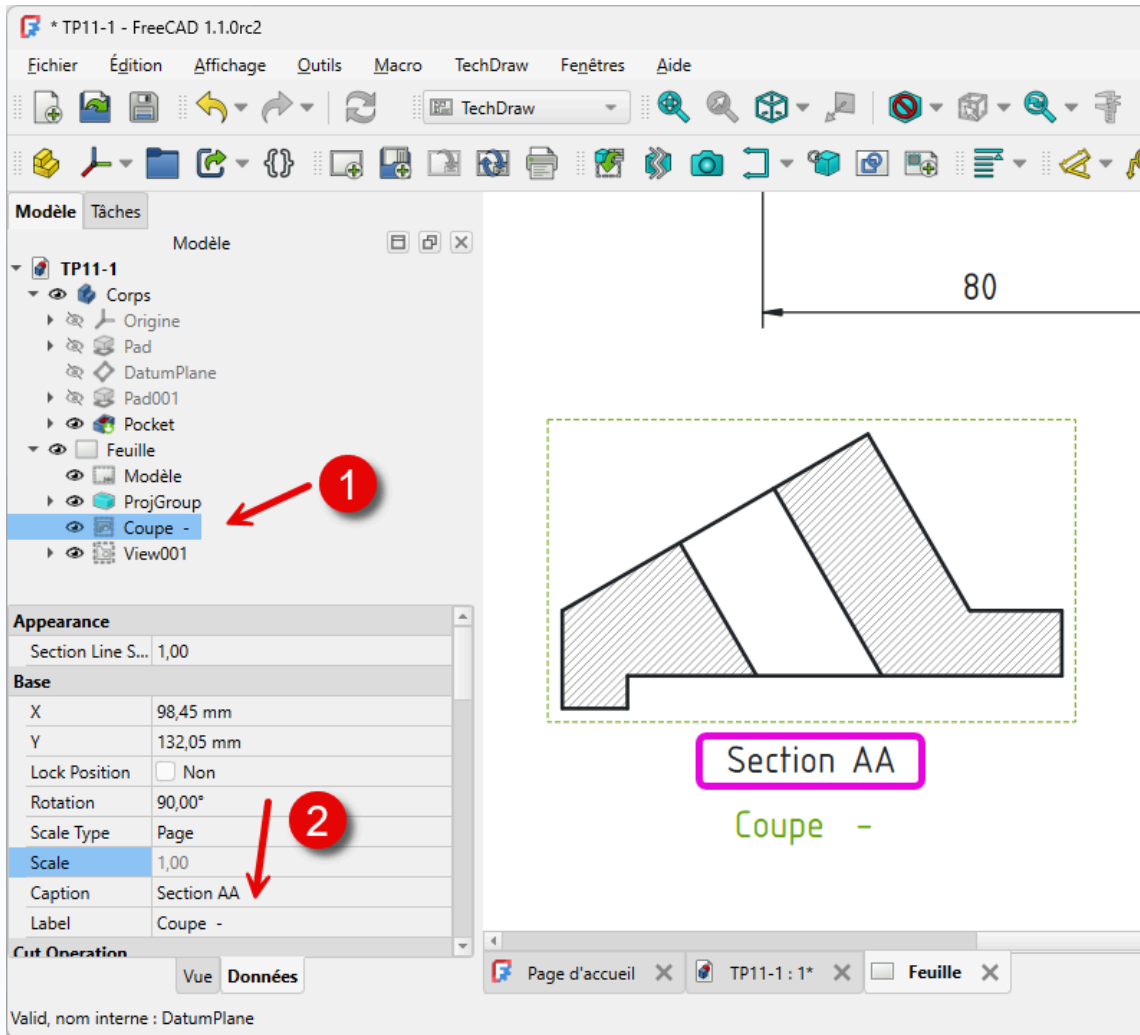 * TP11-1 - FreeCAD 1.1.0rc2
Fichier Édition Affichage Outils Macro TechDraw Fenêtres Aide
TechDraw
Modèle Tâches
Modèle
TP11-1
Corps
Origine
Pad
DatumPlane
Pad001
Pocket
Feuille
Modèle
ProjGroup
Coupe -
View001
1
Appearance
Section Line S... 1,00
Base
X 98,45 mm
Y 132,05 mm
Lock Position Non
Rotation 90,00°
Scale Type Page
Scale 1,00
Caption Section AA
Label Coupe -
Cut Operation
2
Vue Données
80
Section AA
Coupe -
Page d'accueil TP11-1 : 1* Feuille
Valid, nom interne : DatumPlane